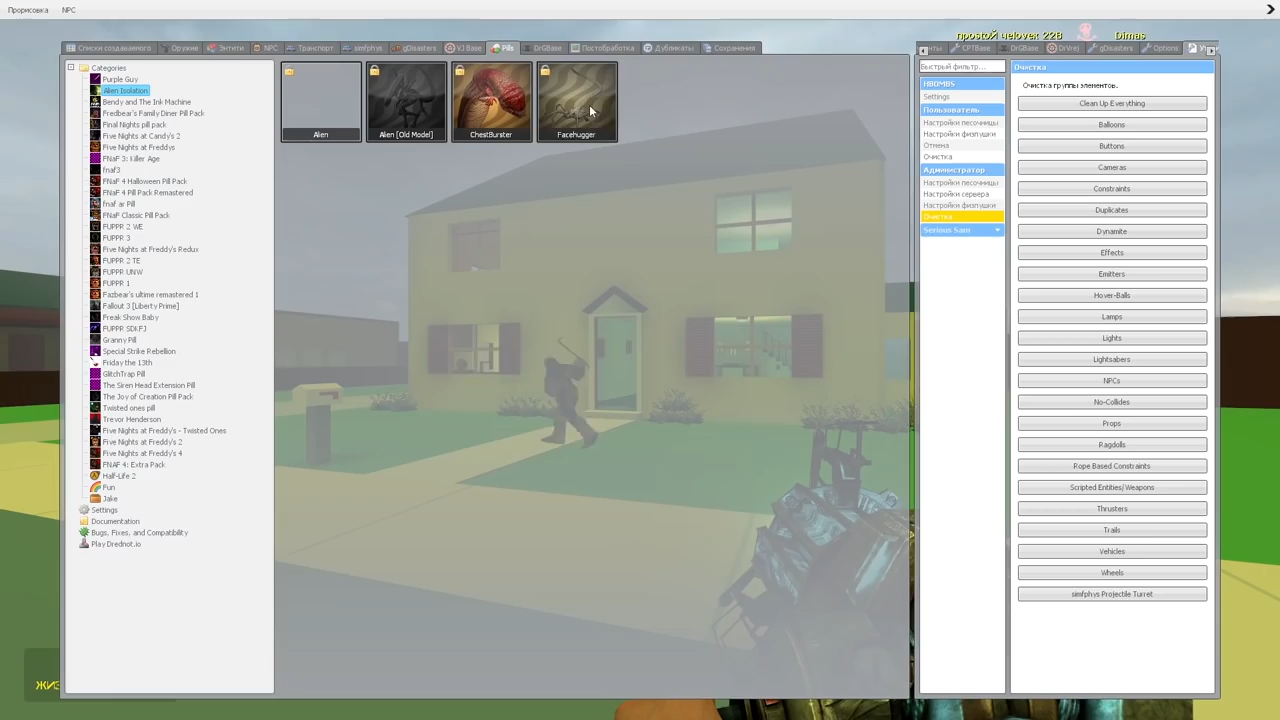 Прорисовка NPC
простой человек 228 Dimas
Списки создаваемого Оружие Энтети NPC Транспорт simfphys gDisasters VJ Base Pills DrGBase Постобработка Дубликаты Сохранения
енты CPTBase DrGBase (Vre) gDisasters Options
Categories
Purple Guy
Alien Isolation
Bendy and The Ink Machine
Fredbear's Family Diner Pill Pack
Final Nights pill Pack
Five Nights at Candy's 2
Five Nights at Freddys
FNaF 3: killer Age
fnaf3
FNaF 4 Halloween Pill Pack
FNAF 4 Pill Pack Remastered
fnaf ar Pill
FNaF Classic Pill Pack
FUPPR 2 WE
FUPPR 3
Five Nights at Freddy's Redux
FUPPR 2 TE
FUPPR UNW
FUPPR 1
Fazbear's ultime remastered 1
Fallout 3 [Liberty Prime]
Freak Show Baby
FUPPR SDI.FJ
Granny Pill
Special Strike Rebellion
Friday the 13th
GlitchTrap Pill
The Siren Head Extension Pill
The Joy of Creation Pill Pack
Twisted ones pill
Trevor Henderson
Five Nights at Freddy's - Twisted Ones
Five Nights at Freddy's 2
Five Nights at Freddy's 4
FNAF 4: Extra Pack
Half-Life 2
Fun
Jake
Settings
Documentation
Bugs, Fixes, and Compatibility
Play Drednot.io
Alien
Alien [Old Model]
ChestBurster
Facehugger
Быстрый фильтр...
HBOMBS
Settings
Пользователь
Настройки песочницы
Настройки физпушки
Отмена
Очистка
Администратор
Настройки песочницы
Настройки сервера
Настройки физпушки
Очистка
Serious Sam
Очистка
Очистка группы элементов.
Clean Up Everything
Balloons
Buttons
Cameras
Constraints
Duplicates
Dynamite
Effects
Emitters
Hover-Balls
Lamps
Lights
Lightsabers
NPCs
No-Collides
Props
Ragdolls
Rope Based Constraints
Scripted Entities/Weapons
Thrusters
Trails
Vehicles
Wheels
simfphys Projectile Turret